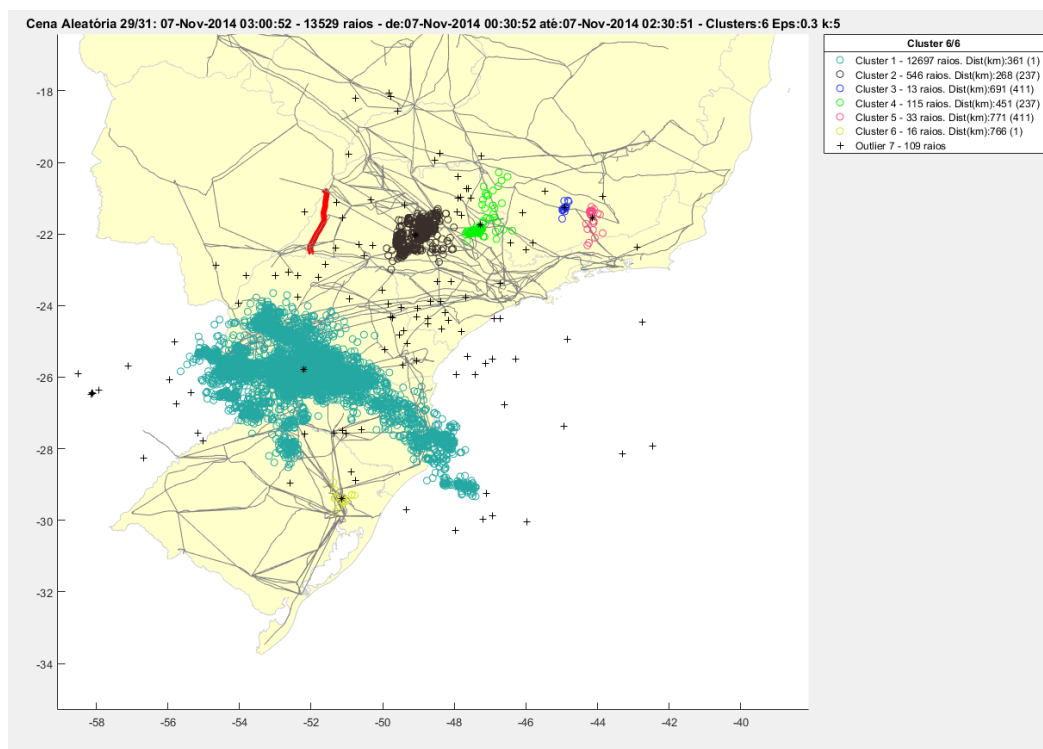 Cena Aleatória 29/31: 07-Nov-2014 03:00:52 - 13529 raios - de:07-Nov-2014 00:30:52 até:07-Nov-2014 02:30:51 - Clusters:6 Eps:0.3 k:5
Cluster 6/6
Cluster 1 - 12697 raios. Dist(km):361 (1)
Cluster 2 - 546 raios. Dist(km):268 (237)
Cluster 3 - 13 raios. Dist(km):691 (411)
Cluster 4 - 115 raios. Dist(km):451 (237)
Cluster 5 - 33 raios. Dist(km):771 (411)
Cluster 6 - 16 raios. Dist(km):766 (1)
Outlier 7 - 109 raios
-18
-20
-22
-24
-26
-28
-30
-32
-34
-58 -56 -54 -52 -50 -48 -46 -44 -42 -40